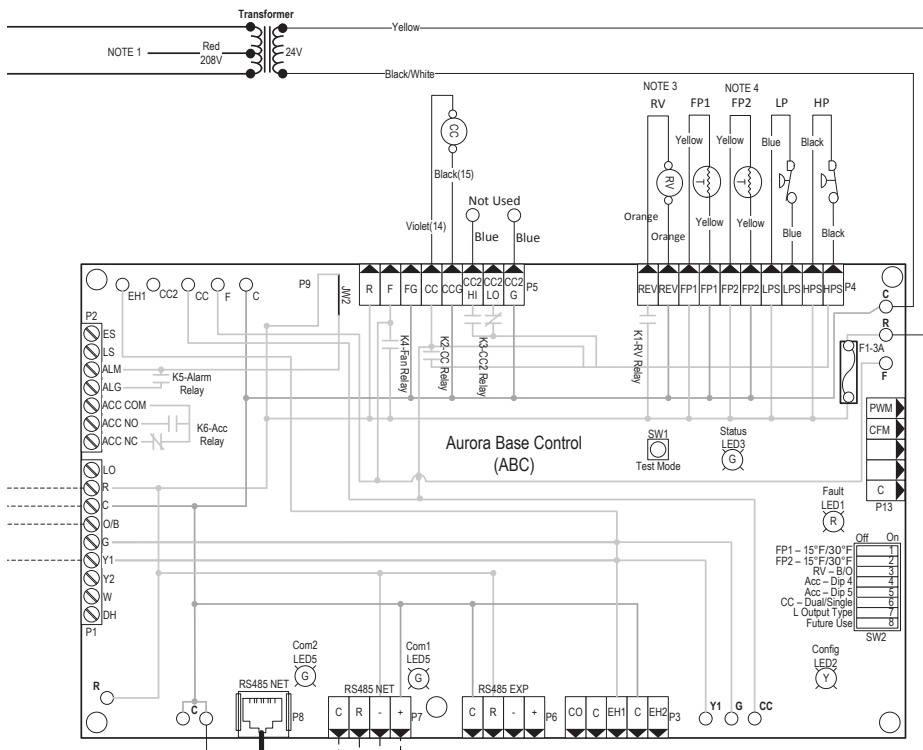 Transformer
Yellow
NOTE 1
Red
208V
24V
Black/White
NOTE 3
RV
FP1
NOTE 4
FP2
LP
HP
CC
Yellow
Yellow
Blue
Black
Black(15)
Not Used
RV
T
T
Violet(14)
Blue
Blue
Orange
Orange
Yellow
Yellow
Blue
Black
EH1
CC2
CC
F
C
P9
JW2
R
F
FG
CC
CCG
CC2 HI
CC2 LO
CC2 G
P5
REV
REV
FP1
FP1
FP2
FP2
LPS
LPS
HPS
HPS
P4
C
R
F1-3A
F
P2
ES
LS
ALM
ALG
ACC COM
ACC NO
ACC NC
K5-Alarm
Relay
K6-Acc
Relay
K4-Fan Relay
K2-CC Relay
K3-CC2 Relay
K1-RV Relay
PWM
CFM
C
P13
Aurora Base Control
(ABC)
SW1
Test Mode
Status
LED3
G
LO
R
C
O/B
G
Y1
Y2
W
DH
P1
Fault
LED1
R
Off
On
FP1 – 15°F/30°F
1
FP2 – 15°F/30°F
2
RV – B/O
3
Acc – Dip 4
4
Acc – Dip 5
5
CC – Dual/Single
6
L Output Type
7
Future Use
8
SW2
Config
LED2
Y
Com2
LED5
G
Com1
LED5
G
R
C
RS485 NET
P8
RS485 NET
C
R
-
+
P7
RS485 EXP
C
R
-
+
P6
CO
C
EH1
C
EH2
P3
Y1
G
CC